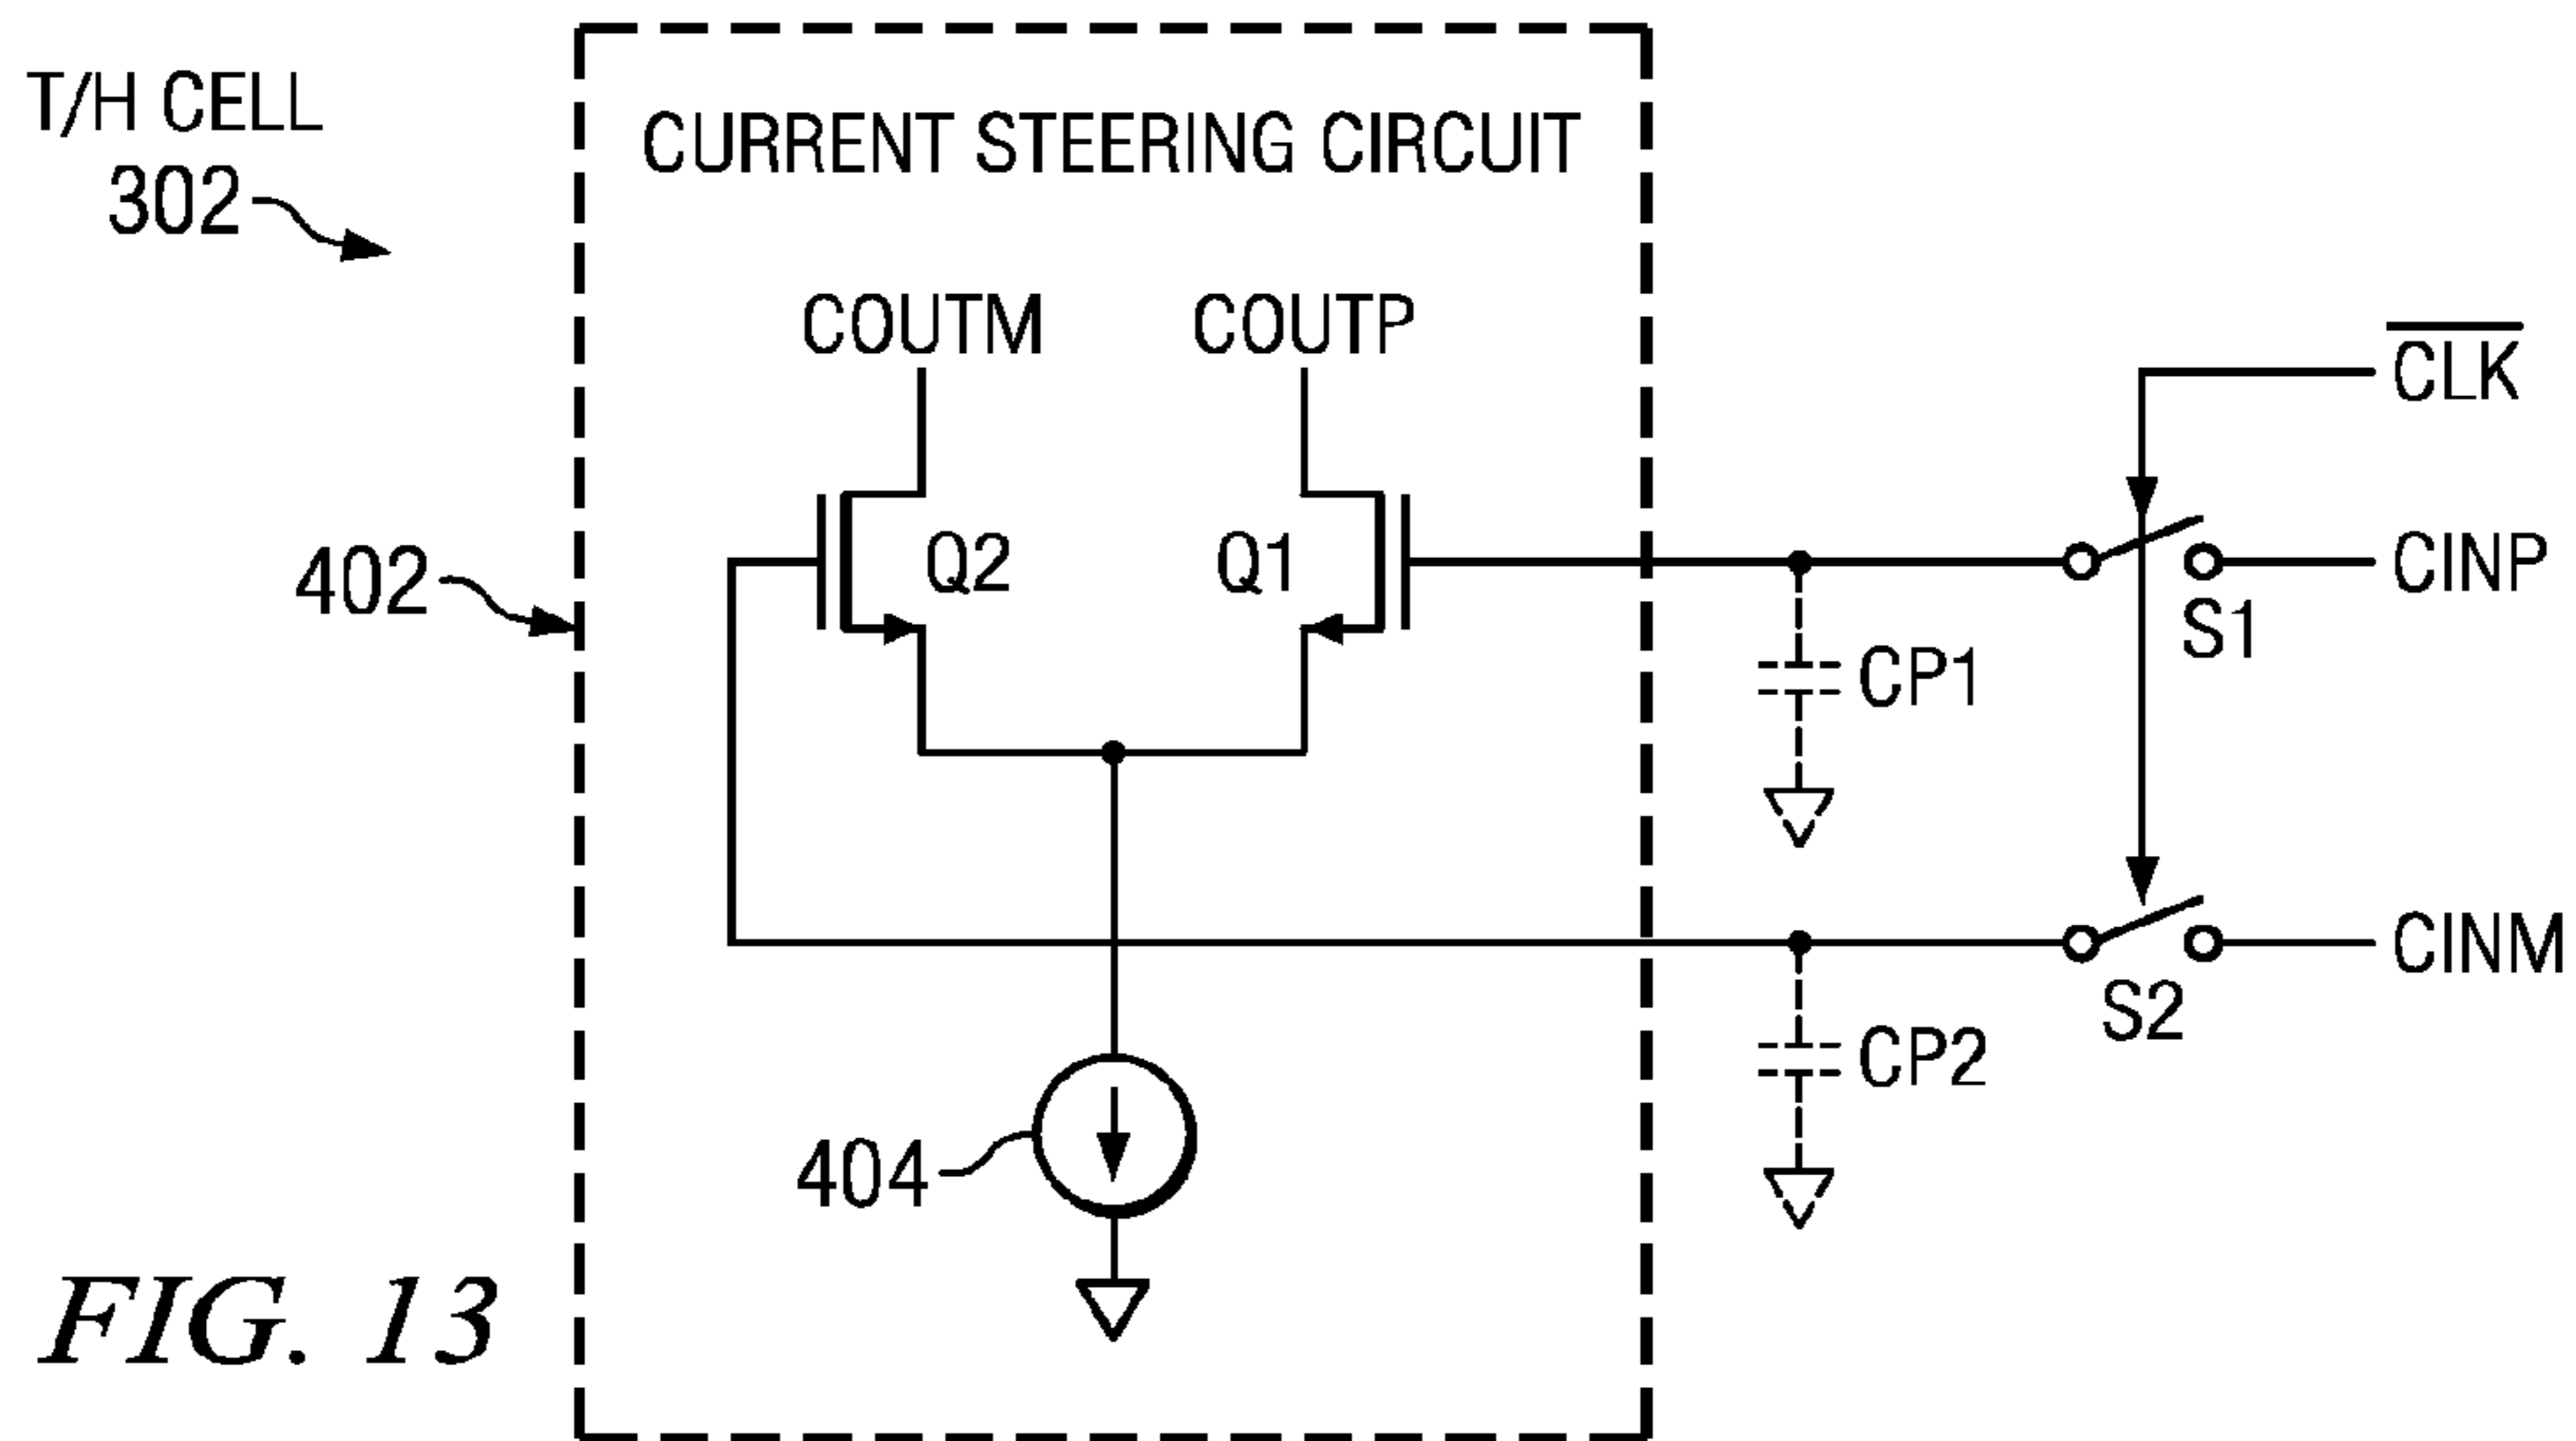 T/H CELL
302
CURRENT STEERING CIRCUIT
COUTM
COUTP
C̅L̅K̅
Q2
Q1
CINP
S1
402
CP1
CINM
S2
CP2
404
FIG. 13